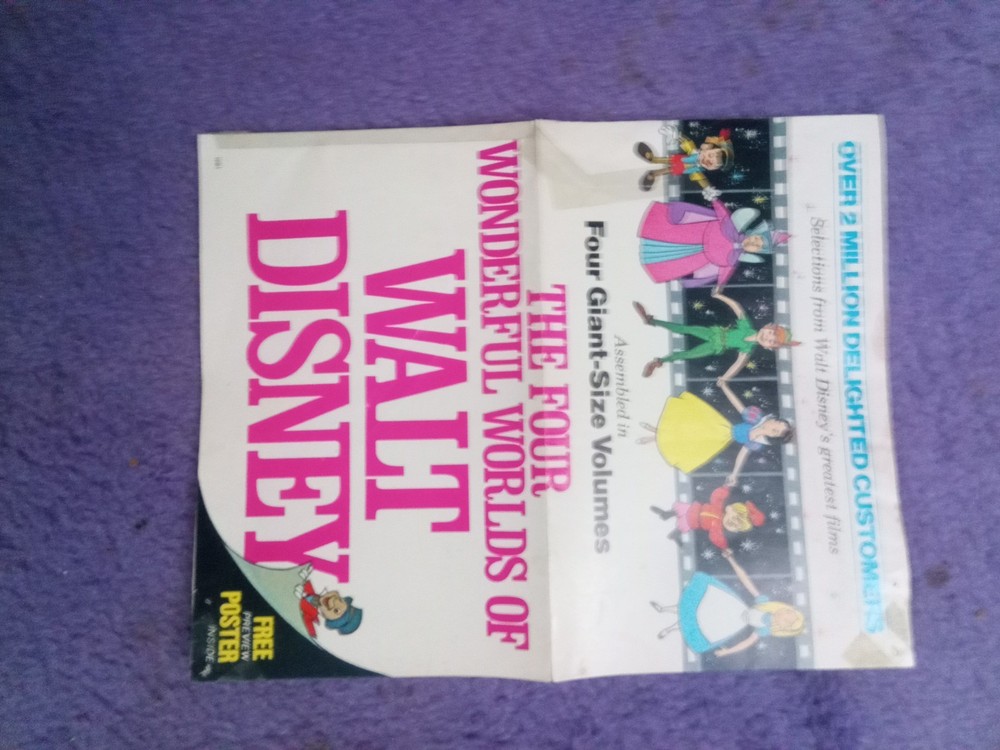 OVER 2 MILLION DELIGHTED CUSTOMERS
Selections from Walt Disney's greatest films
Assembled in
Four Giant-Size Volumes
THE FOUR
WONDERFUL WORLDS OF
WALT
DISNEY
FREE
PREVIEW
POSTER
INSIDE